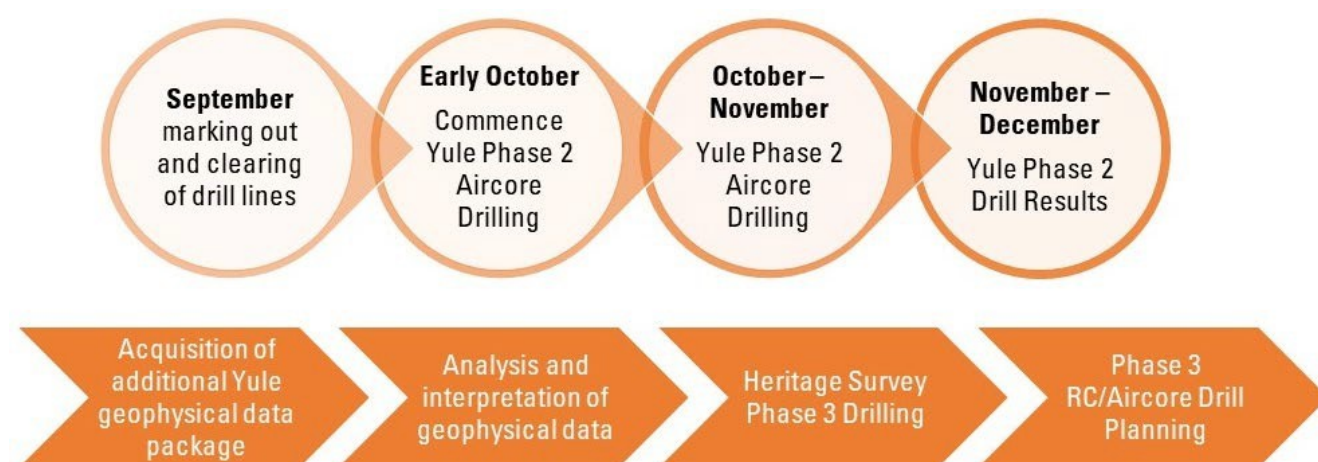 September
marking out
and clearing
of drill lines
Early October
Commence
Yule Phase 2
Aircore
Drilling
October –
November
Yule Phase 2
Aircore
Drilling
November –
December
Yule Phase 2
Drill Results
Acquisition of
additional Yule
geophysical data
package
Analysis and
interpretation of
geophysical data
Heritage Survey
Phase 3 Drilling
Phase 3
RC/Aircore Drill
Planning